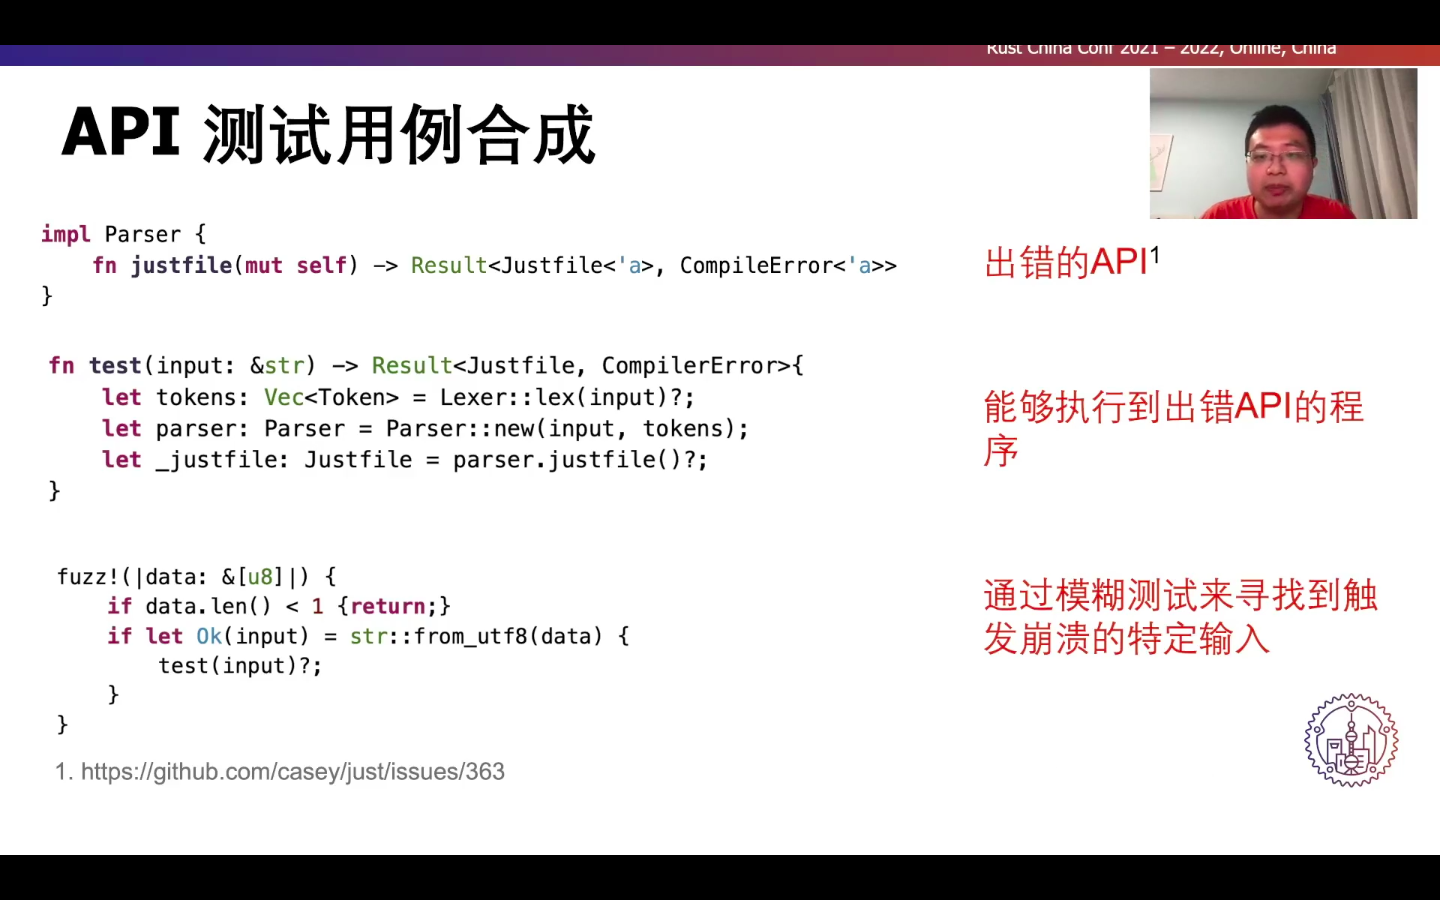 Rust China Conf 2021 – 2022, Online, China
API 测试用例合成
impl Parser {
fn justfile(mut self) -> Result<Justfile<'a>, CompileError<'a>>
}
出错的API¹
fn test(input: &str) -> Result<Justfile, CompilerError>{
let tokens: Vec<Token> = Lexer::lex(input)?;
let parser: Parser = Parser::new(input, tokens);
let _justfile: Justfile = parser.justfile()?;
}
能够执行到出错API的程
序
fuzz!(|data: &[u8]|) {
if data.len() < 1 {return;}
if let Ok(input) = str::from_utf8(data) {
test(input)?;
}
}
通过模糊测试来寻找到触
发崩溃的特定输入
1. https://github.com/casey/just/issues/363